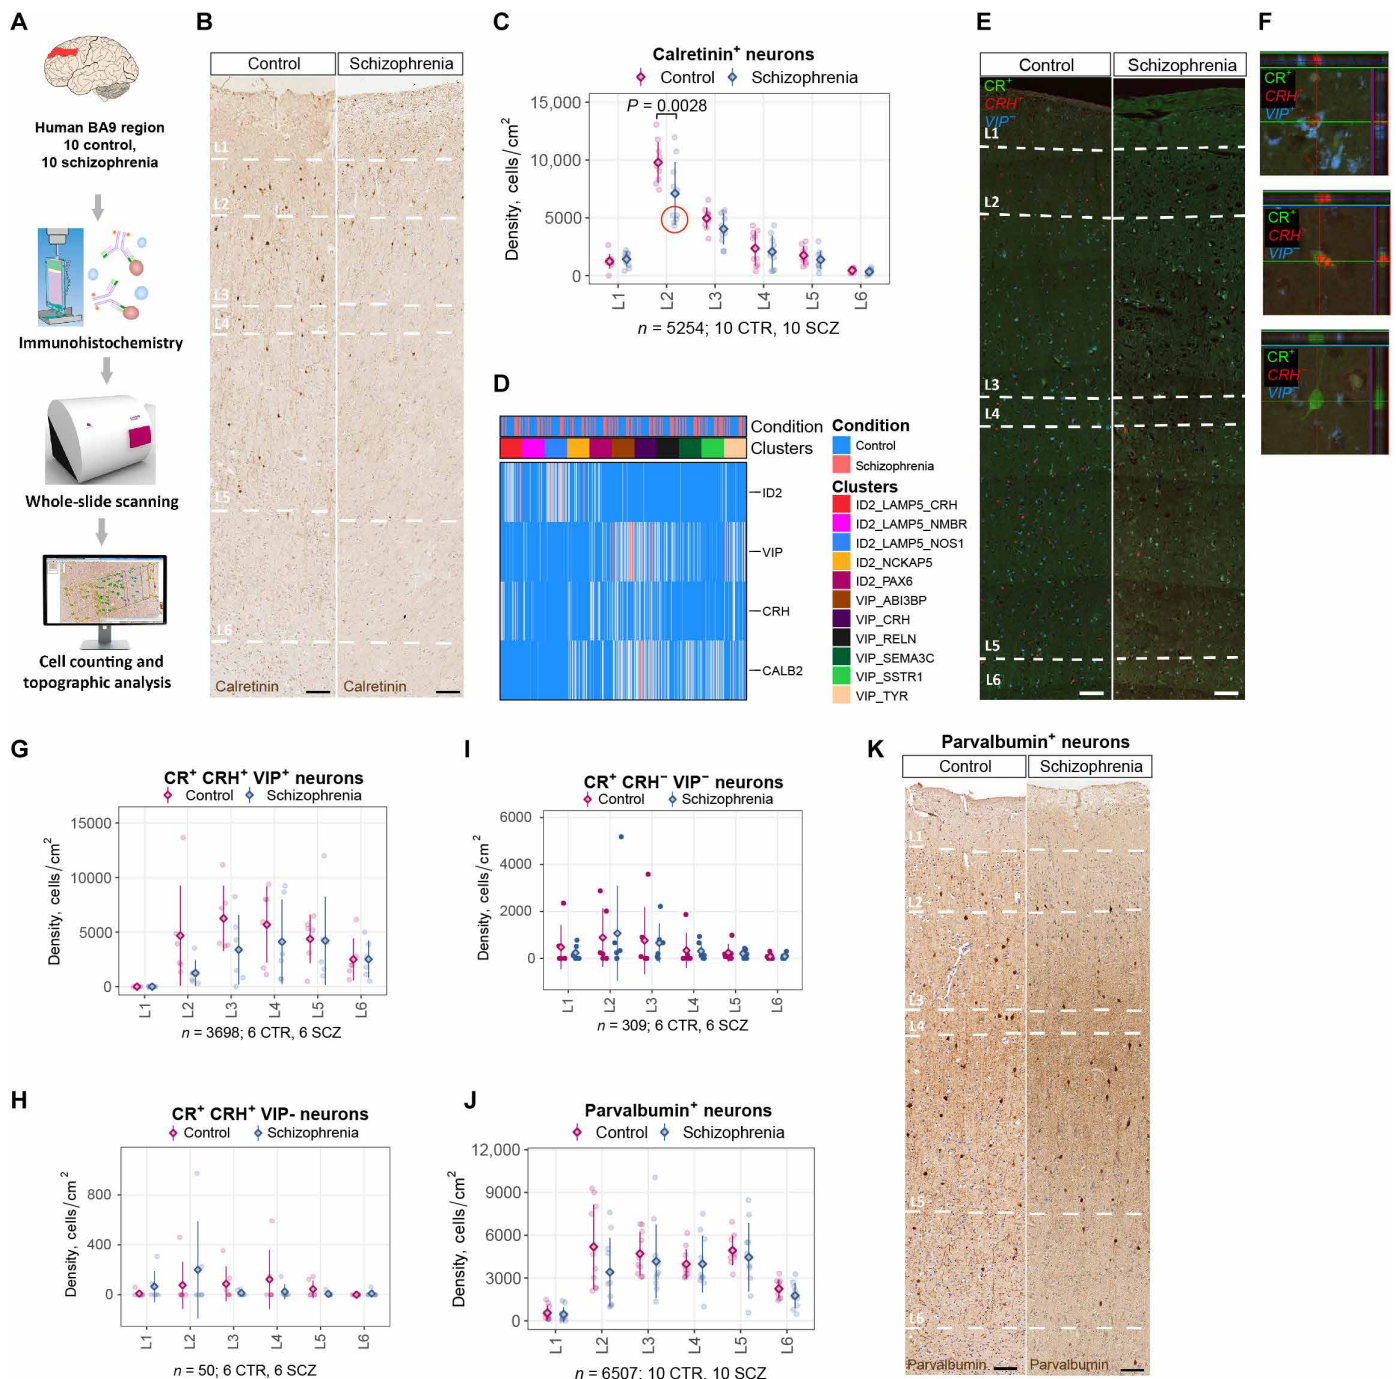 A
Human BA9 region
10 control,
10 schizophrenia
Immunohistochemistry
Whole-slide scanning
Cell counting and
topographic analysis
B
Control
Schizophrenia
L1
L2
L3
L4
L5
L6
Calretinin
Calretinin
C
Calretinin⁺ neurons
Control
Schizophrenia
P = 0.0028
Density, cells/cm²
15,000
10,000
5000
0
L1
L2
L3
L4
L5
L6
n = 5254; 10 CTR, 10 SCZ
D
Condition
Clusters
ID2
VIP
CRH
CALB2
Condition
Control
Schizophrenia
Clusters
ID2_LAMP5_CRH
ID2_LAMP5_NMBR
ID2_LAMP5_NOS1
ID2_NCKAP5
ID2_PAX6
VIP_ABI3BP
VIP_CRH
VIP_RELN
VIP_SEMA3C
VIP_SSTR1
VIP_TYR
E
Control
Schizophrenia
CR⁺
CRH⁺
VIP⁻
L1
L2
L3
L4
L5
L6
F
CR⁺
CRH⁺
VIP⁺
CR⁺
CRH⁺
VIP⁻
CR⁺
CRH⁻
VIP⁻
G
CR⁺ CRH⁺ VIP⁺ neurons
Control
Schizophrenia
Density, cells/cm²
15000
10000
5000
0
L1
L2
L3
L4
L5
L6
n = 3698; 6 CTR, 6 SCZ
H
CR⁺ CRH⁺ VIP- neurons
Control
Schizophrenia
Density, cells/cm²
800
400
0
L1
L2
L3
L4
L5
L6
n = 50; 6 CTR, 6 SCZ
I
CR⁺ CRH⁻ VIP⁻ neurons
Control
Schizophrenia
Density, cells/cm²
6000
4000
2000
0
L1
L2
L3
L4
L5
L6
n = 309; 6 CTR, 6 SCZ
J
Parvalbumin⁺ neurons
Control
Schizophrenia
Density, cells/cm²
12,000
9000
6000
3000
0
L1
L2
L3
L4
L5
L6
n = 6507; 10 CTR, 10 SCZ
K
Parvalbumin⁺ neurons
Control
Schizophrenia
L1
L2
L3
L4
L5
L6
Parvalbumin
Parvalbumin